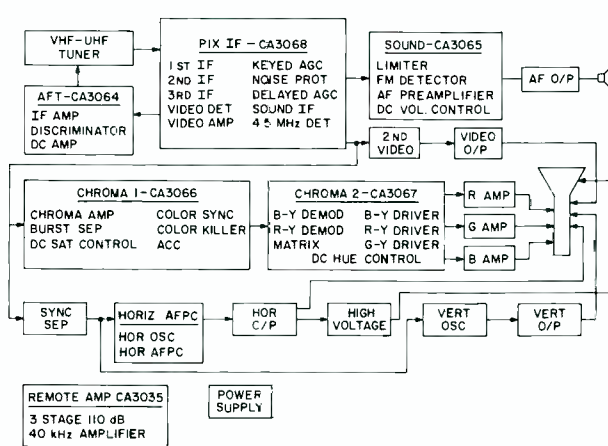 VHF-UHF
TUNER
PIX IF-CA3068
1ST IF KEYED AGC
2ND IF NOISE PROT
3RD IF DELAYED AGC
VIDEO DET SOUND IF
VIDEO AMP 4.5 MHz DET
SOUND-CA3065
LIMITER
FM DETECTOR
AF PREAMPLIFIER
DC VOL. CONTROL
AF O/P
AFT-CA3064
IF AMP
DISCRIMINATOR
DC AMP
2ND
VIDEO
VIDEO
O/P
CHROMA 1-CA3066
CHROMA AMP COLOR SYNC
BURST SEP COLOR KILLER
DC SAT CONTROL ACC
CHROMA 2-CA3067
B-Y DEMOD B-Y DRIVER
R-Y DEMOD R-Y DRIVER
MATRIX G-Y DRIVER
DC HUE CONTROL
R AMP
G AMP
B AMP
SYNC
SEP
HORIZ AFPC
HOR OSC
HOR AFPC
HOR
C/P
HIGH
VOLTAGE
VERT
OSC
VERT
O/P
REMOTE AMP CA3035
3 STAGE 110 dB
40 kHz AMPLIFIER
POWER
SUPPLY